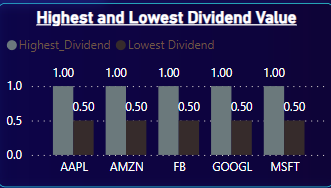 Highest and Lowest Dividend Value
Highest_Dividend Lowest Dividend
1.00 1.00 1.00 1.00 1.00
1.0
0.50 0.50 0.50 0.50 0.50
0.5
0.0
AAPL AMZN FB GOOGL MSFT